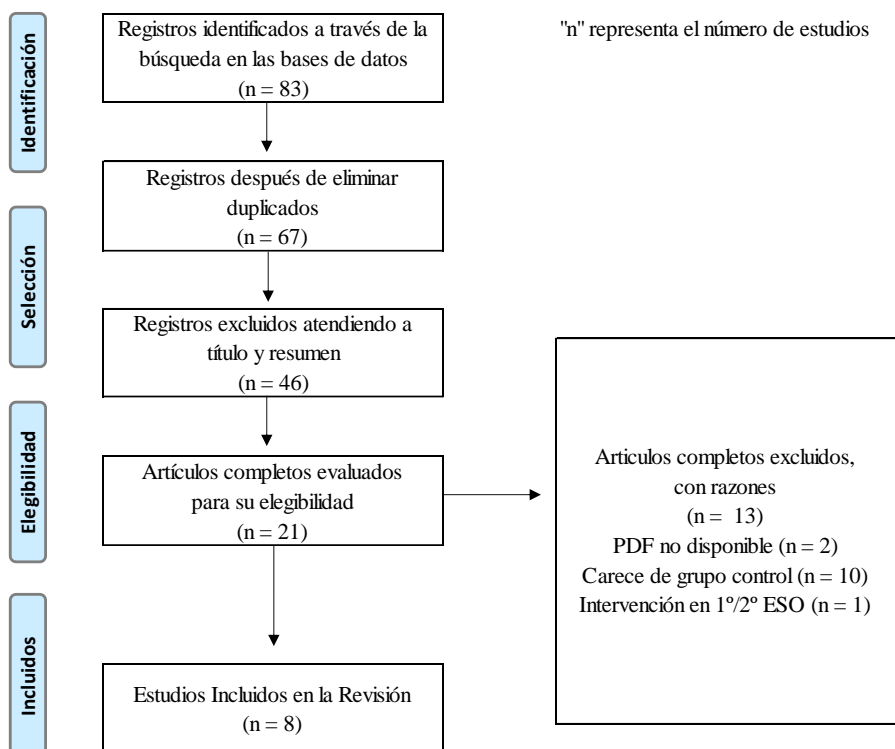 Identificación
Registros identificados a través de la
búsqueda en las bases de datos
(n = 83)
"n" representa el número de estudios
Registros después de eliminar
duplicados
(n = 67)
Selección
Registros excluidos atendiendo a
título y resumen
(n = 46)
Elegibilidad
Artículos completos evaluados
para su elegibilidad
(n = 21)
Articulos completos excluidos,
con razones
(n = 13)
PDF no disponible (n = 2)
Carece de grupo control (n = 10)
Intervención en 1º/2º ESO (n = 1)
Incluidos
Estudios Incluidos en la Revisión
(n = 8)